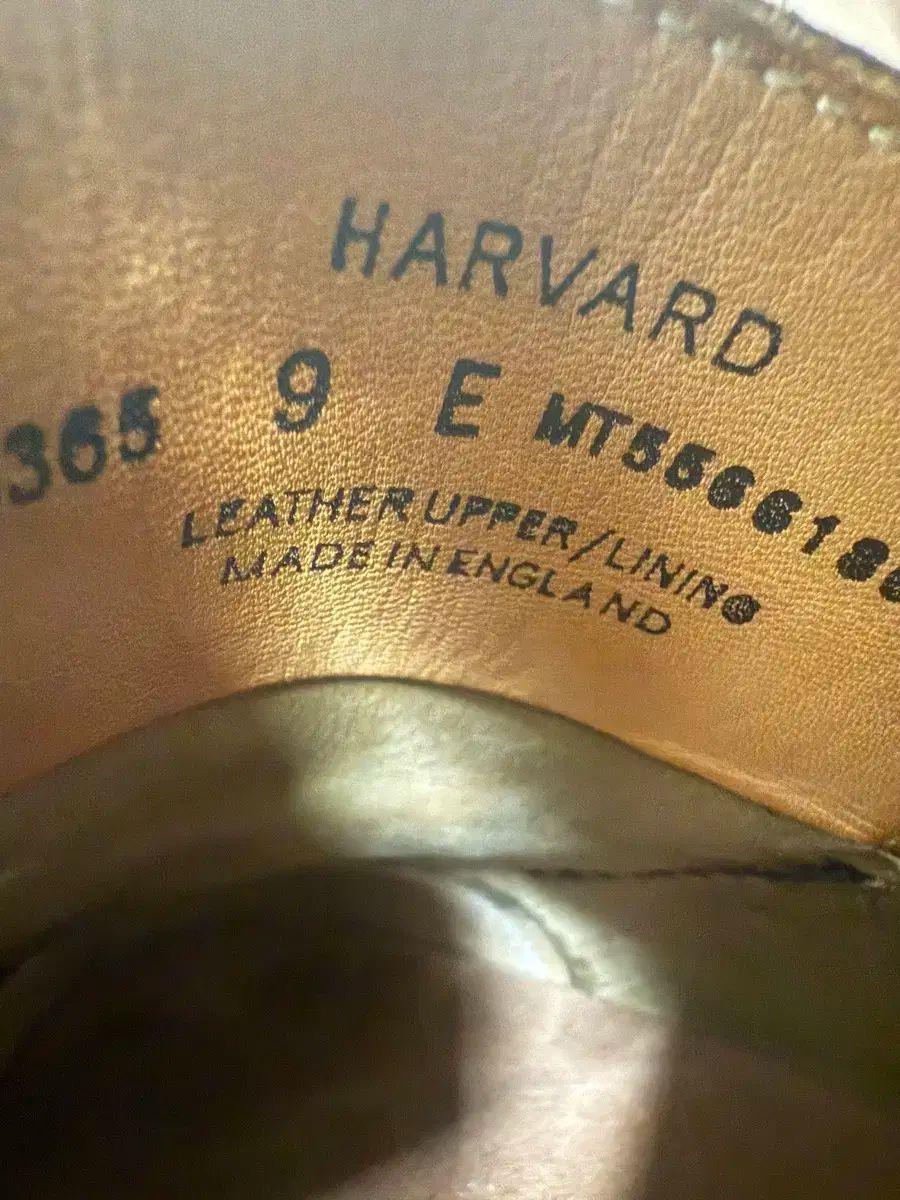 HARVARD
365 9 E MT556618
LEATHER UPPER/LINING
MADE IN ENGLAND